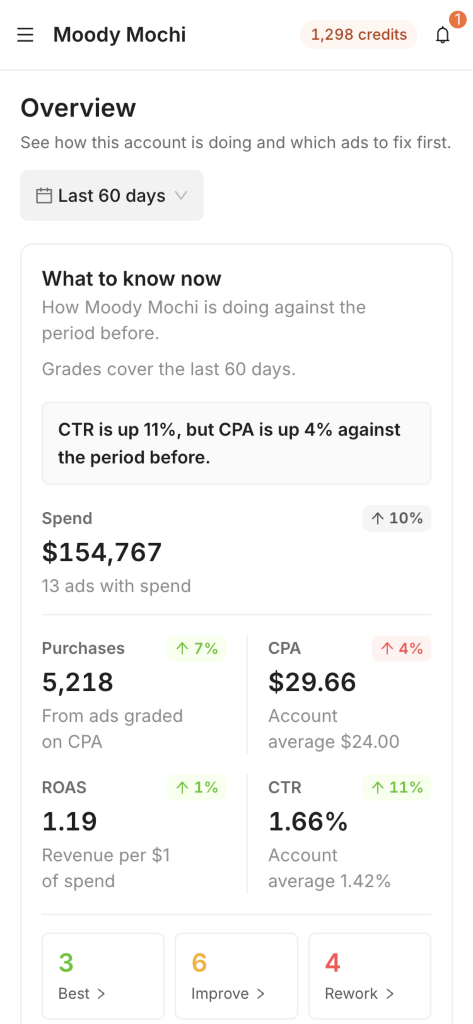 Moody Mochi
1,298 credits
1
Overview
See how this account is doing and which ads to fix first.
Last 60 days
What to know now
How Moody Mochi is doing against the
period before.
Grades cover the last 60 days.
CTR is up 11%, but CPA is up 4% against
the period before.
Spend
↑ 10%
$154,767
13 ads with spend
Purchases
↑ 7%
5,218
From ads graded
on CPA
CPA
↑ 4%
$29.66
Account
average $24.00
ROAS
↑ 1%
1.19
Revenue per $1
of spend
CTR
↑ 11%
1.66%
Account
average 1.42%
3
Best >
6
Improve >
4
Rework >